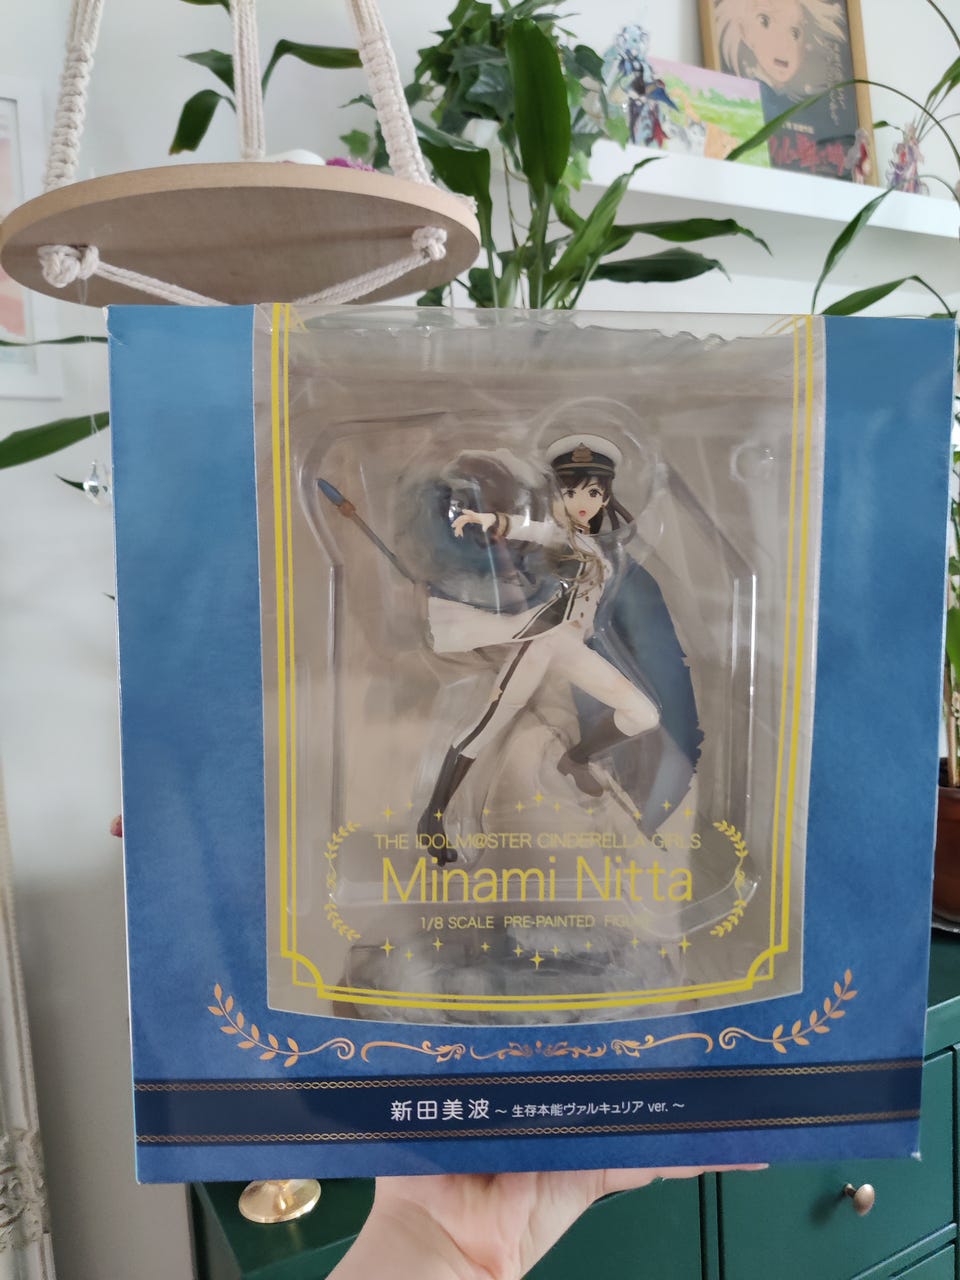 THE IDOLM@STER CINDERELLA GIRLS
Minami Nitta
1/8 SCALE PRE-PAINTED FIGURE
新田美波 ～ 生存本能ヴァルキュリア ver. ～